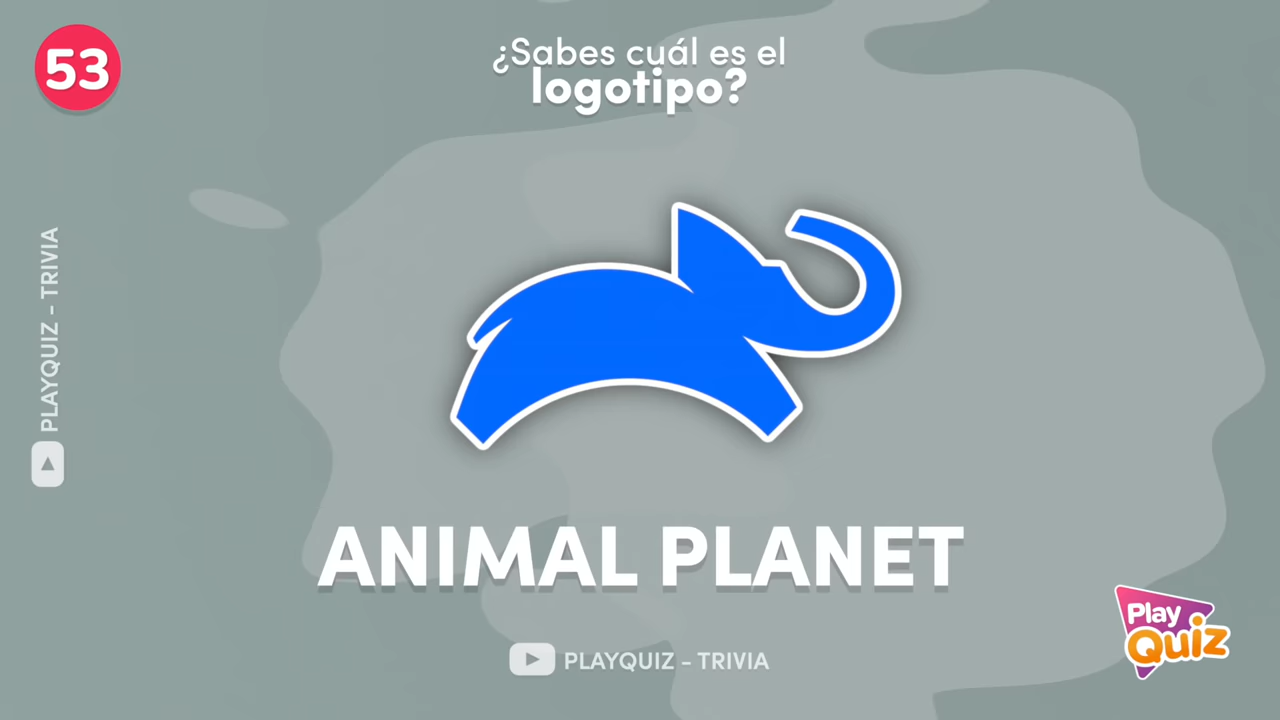 53
¿Sabes cuál es el
logotipo?
PLAYQUIZ - TRIVIA
ANIMAL PLANET
PLAYQUIZ - TRIVIA
Play
Quiz